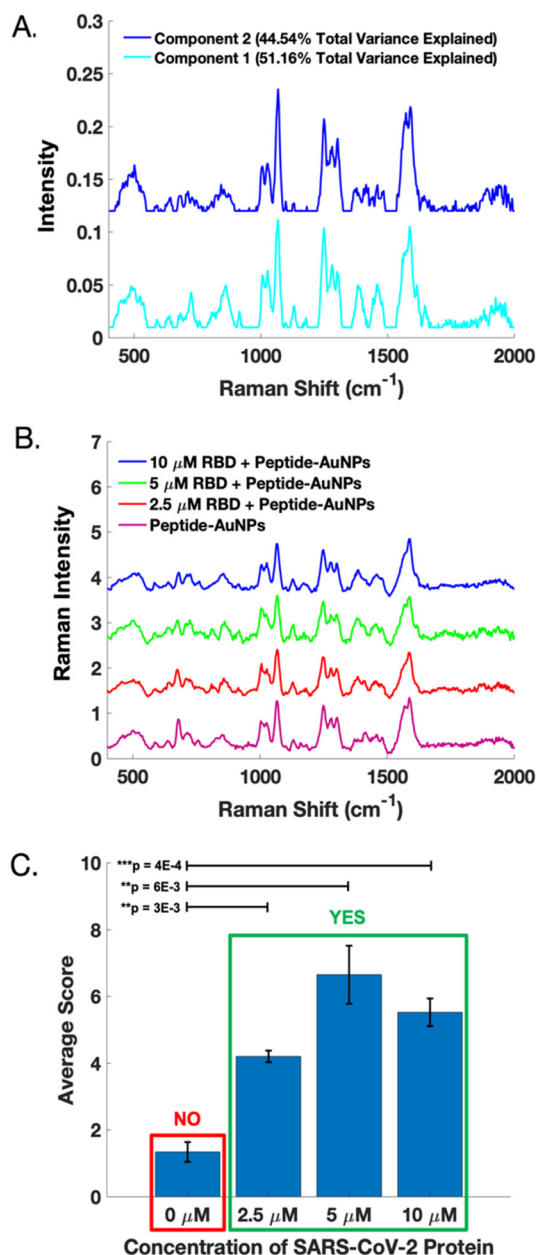 A.
Component 2 (44.54% Total Variance Explained)
Component 1 (51.16% Total Variance Explained)
0.3
0.25
0.2
0.15
0.1
0.05
0
Intensity
500 1000 1500 2000
Raman Shift (cm⁻¹)
B.
10 μM RBD + Peptide-AuNPs
5 μM RBD + Peptide-AuNPs
2.5 μM RBD + Peptide-AuNPs
Peptide-AuNPs
7
6
5
4
3
2
1
0
Raman Intensity
500 1000 1500 2000
Raman Shift (cm⁻¹)
C.
***p = 4E-4
**p = 6E-3
**p = 3E-3
YES
NO
10
8
6
4
2
0
Average Score
0 μM 2.5 μM 5 μM 10 μM
Concentration of SARS-CoV-2 Protein